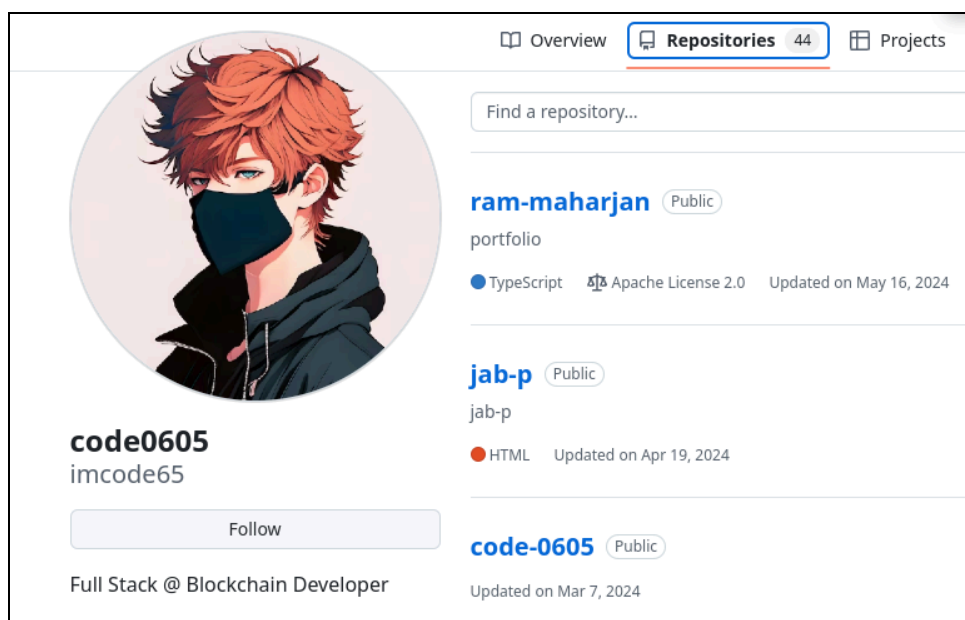 Overview Repositories 44 Projects
Find a repository...
ram-maharjan Public
portfolio
TypeScript Apache License 2.0 Updated on May 16, 2024
jab-p Public
jab-p
HTML Updated on Apr 19, 2024
code-0605 Public
Updated on Mar 7, 2024
code0605
imcode65
Follow
Full Stack @ Blockchain Developer